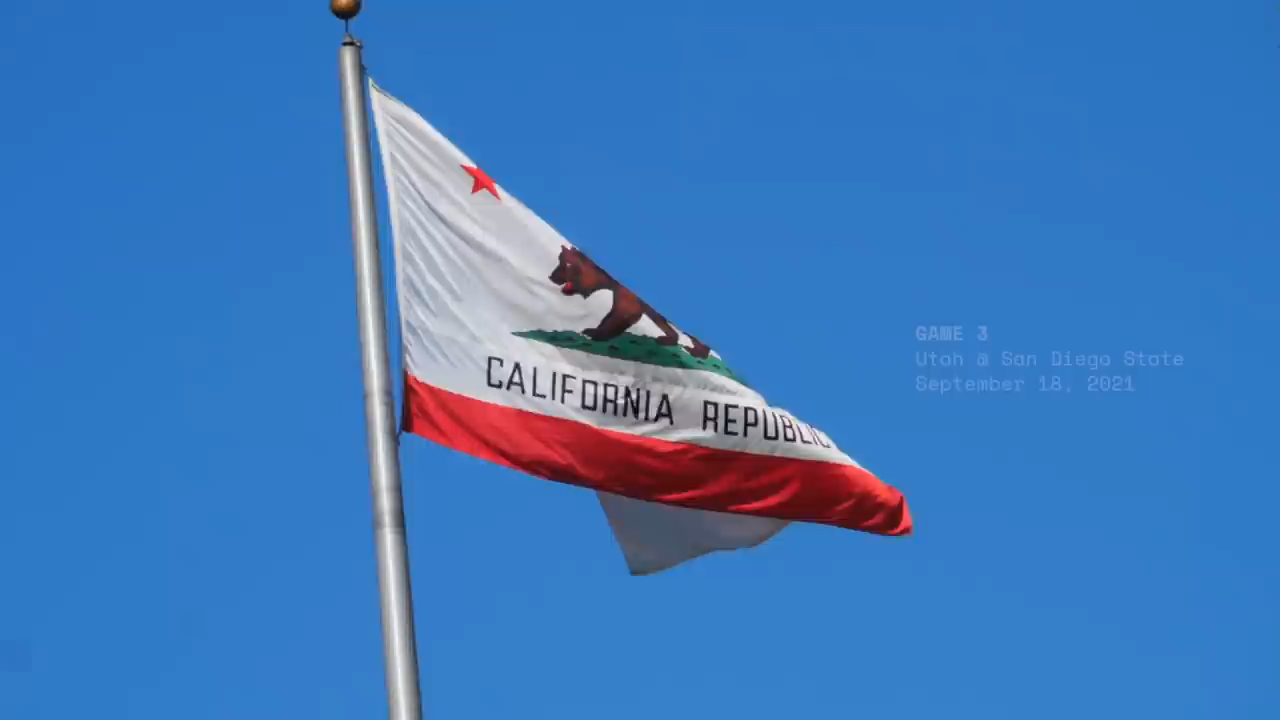 CALIFORNIA REPUBLIC
GAME 3
Utah @ San Diego State
September 18, 2021